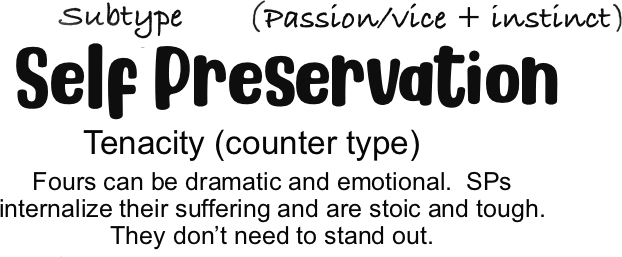 Subtype (Passion/vice + instinct)
Self Preservation
Tenacity (counter type)
Fours can be dramatic and emotional. SPs
internalize their suffering and are stoic and tough.
They don’t need to stand out.